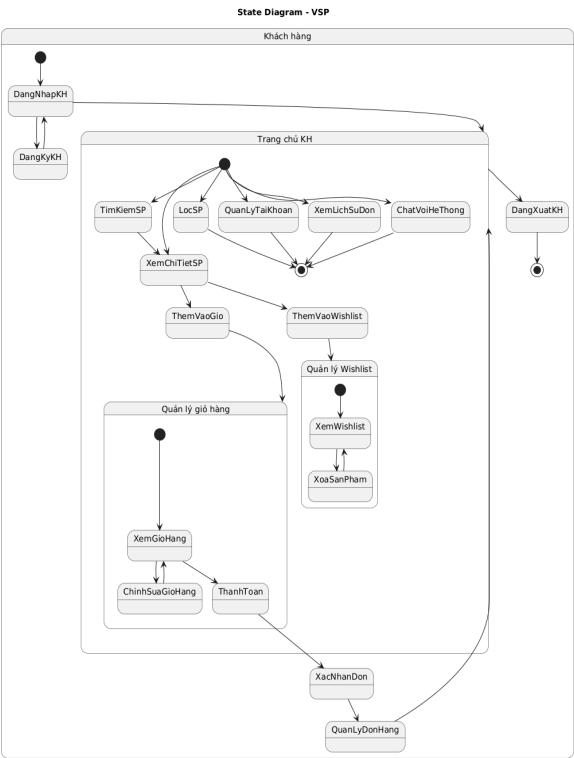 State Diagram - VSP
Khách hàng
DangNhapKH
DangKyKH
Trang chủ KH
TimKiemSP
LocSP
QuanLyTaiKhoan
XemLichSuDon
ChatVoiHeThong
DangXuatKH
XemChiTietSP
ThemVaoGio
ThemVaoWishlist
Quản lý Wishlist
XemWishlist
XoaSanPham
Quản lý giỏ hàng
XemGioHang
ChinhSuaGioHang
ThanhToan
XacNhanDon
QuanLyDonHang